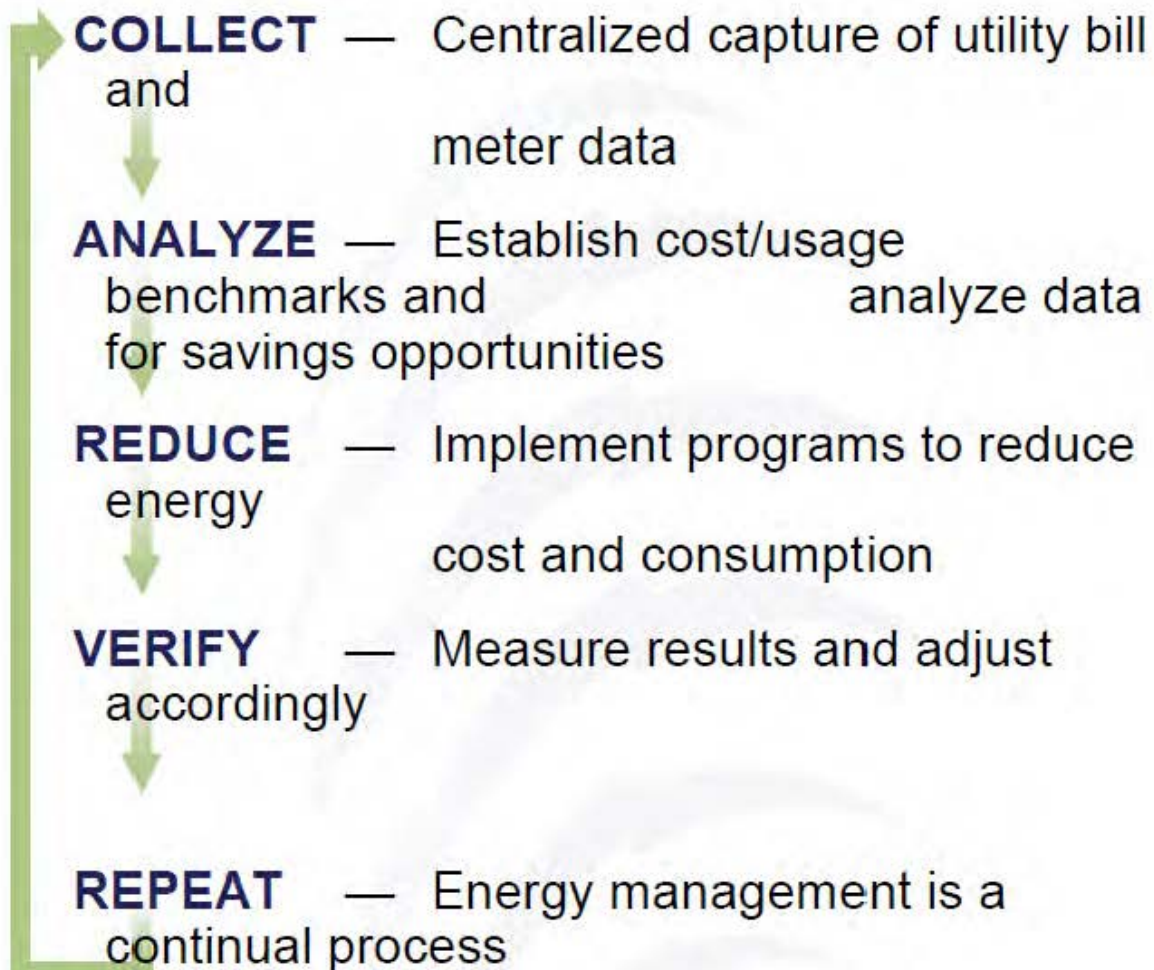 COLLECT — Centralized capture of utility bill
and
meter data
ANALYZE — Establish cost/usage
benchmarks and analyze data
for savings opportunities
REDUCE — Implement programs to reduce
energy
cost and consumption
VERIFY — Measure results and adjust
accordingly
REPEAT — Energy management is a
continual process